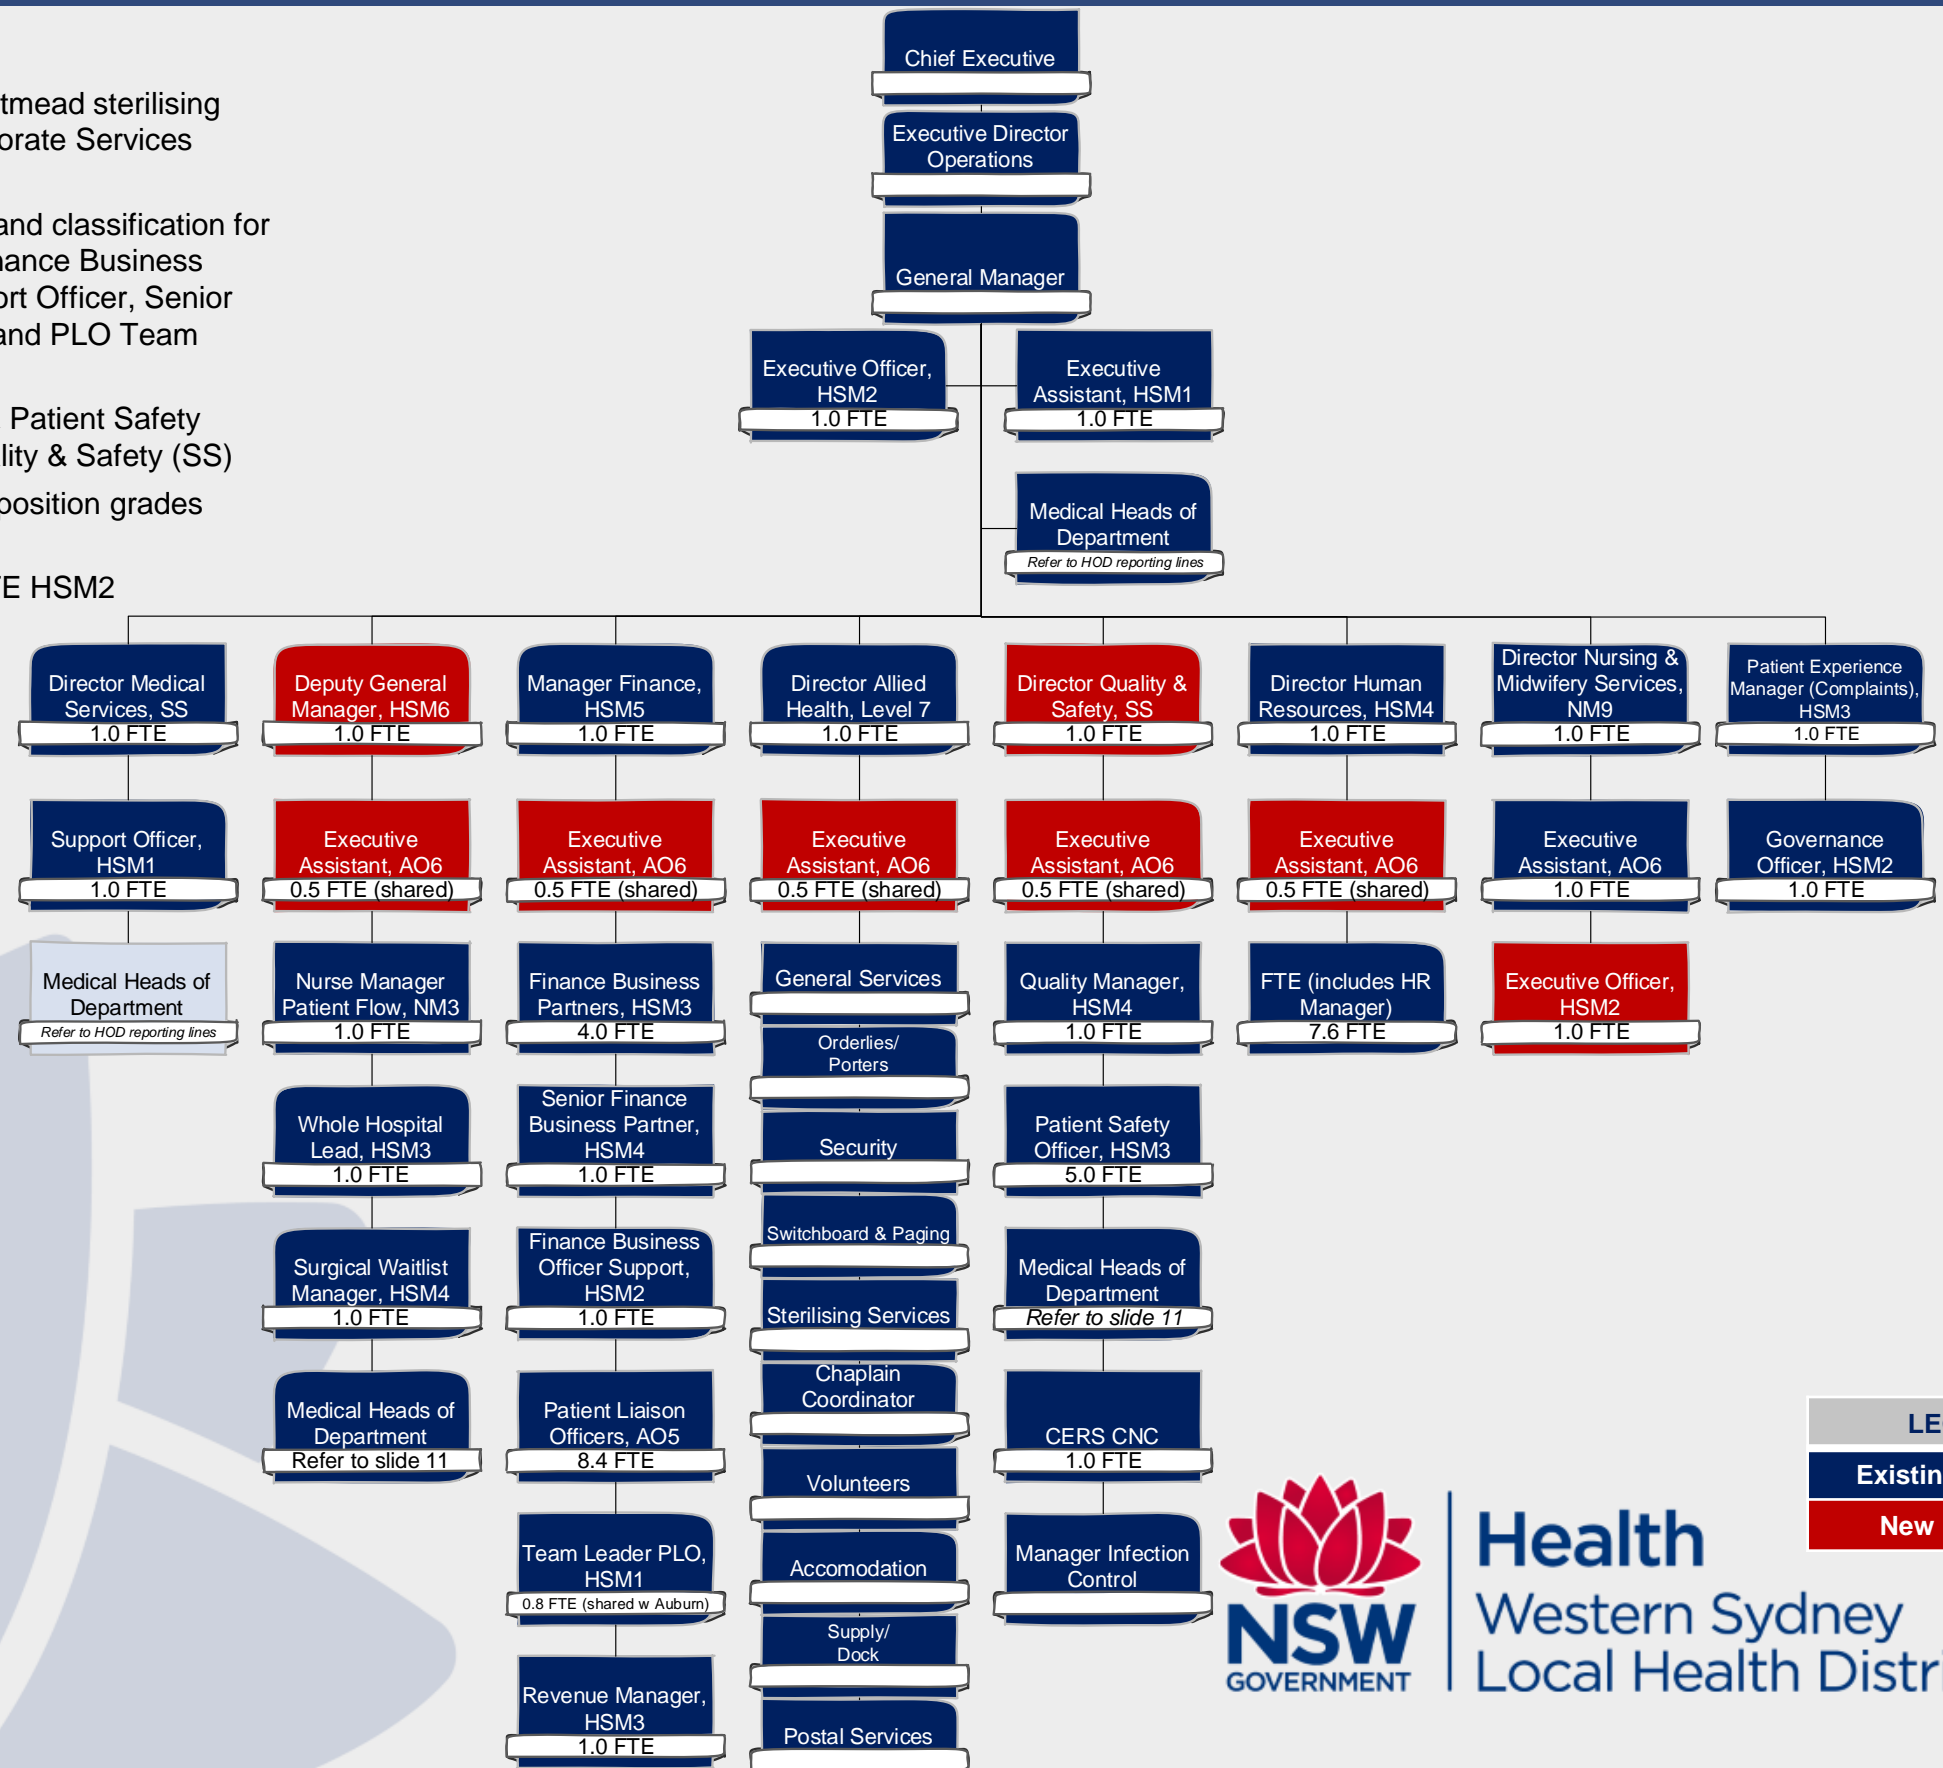 tmead sterilising
orate Services
and classification for
nance Business
ort Officer, Senior
and PLO Team
Patient Safety
lity & Safety (SS)
position grades
E HSM2
Chief Executive
Executive Director
Operations
General Manager
Executive Officer,
HSM2
1.0 FTE
Executive
Assistant, HSM1
1.0 FTE
Medical Heads of
Department
Refer to HOD reporting lines
Director Medical
Services, SS
1.0 FTE
Support Officer,
HSM1
1.0 FTE
Medical Heads of
Department
Refer to HOD reporting lines
Deputy General
Manager, HSM6
1.0 FTE
Executive
Assistant, AO6
0.5 FTE (shared)
Nurse Manager
Patient Flow, NM3
1.0 FTE
Whole Hospital
Lead, HSM3
1.0 FTE
Surgical Waitlist
Manager, HSM4
1.0 FTE
Medical Heads of
Department
Refer to slide 11
Manager Finance,
HSM5
1.0 FTE
Executive
Assistant, AO6
0.5 FTE (shared)
Finance Business
Partners, HSM3
4.0 FTE
Senior Finance
Business Partner,
HSM4
1.0 FTE
Finance Business
Officer Support,
HSM2
1.0 FTE
Patient Liaison
Officers, AO5
8.4 FTE
Team Leader PLO,
HSM1
0.8 FTE (shared w Auburn)
Revenue Manager,
HSM3
1.0 FTE
Director Allied
Health, Level 7
1.0 FTE
Executive
Assistant, AO6
0.5 FTE (shared)
General Services
Orderlies/
Porters
Security
Switchboard & Paging
Sterilising Services
Chaplain
Coordinator
Volunteers
Accomodation
Supply/
Dock
Postal Services
Director Quality &
Safety, SS
1.0 FTE
Executive
Assistant, AO6
0.5 FTE (shared)
Quality Manager,
HSM4
1.0 FTE
Patient Safety
Officer, HSM3
5.0 FTE
Medical Heads of
Department
Refer to slide 11
CERS CNC
1.0 FTE
Manager Infection
Control
Director Human
Resources, HSM4
1.0 FTE
Executive
Assistant, AO6
0.5 FTE (shared)
FTE (includes HR
Manager)
7.6 FTE
Director Nursing &
Midwifery Services,
NM9
1.0 FTE
Executive
Assistant, AO6
1.0 FTE
Executive Officer,
HSM2
1.0 FTE
Patient Experience
Manager (Complaints),
HSM3
1.0 FTE
Governance
Officer, HSM2
1.0 FTE
LE
Existin
New
NSW
GOVERNMENT
Health
Western Sydney
Local Health Distri